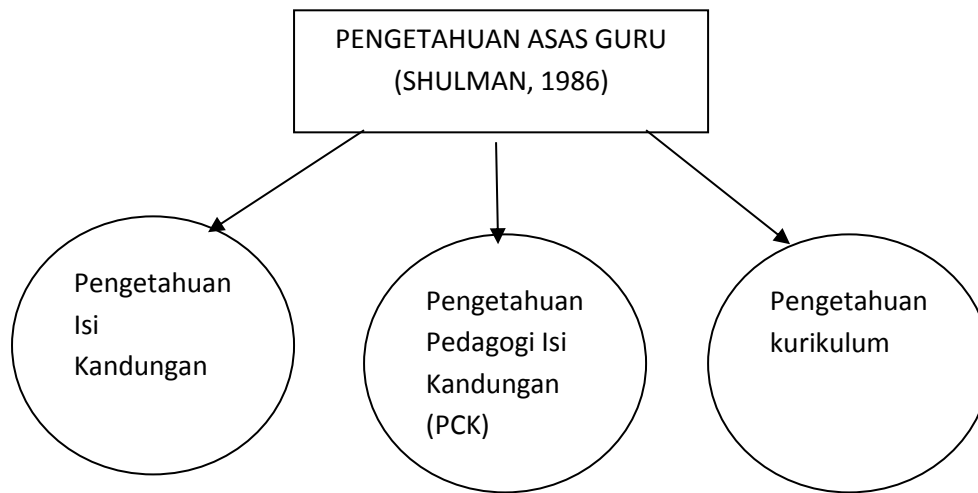 PENGETAHUAN ASAS GURU
(SHULMAN, 1986)
Pengetahuan
Isi
Kandungan
Pengetahuan
Pedagogi Isi
Kandungan
(PCK)
Pengetahuan
kurikulum